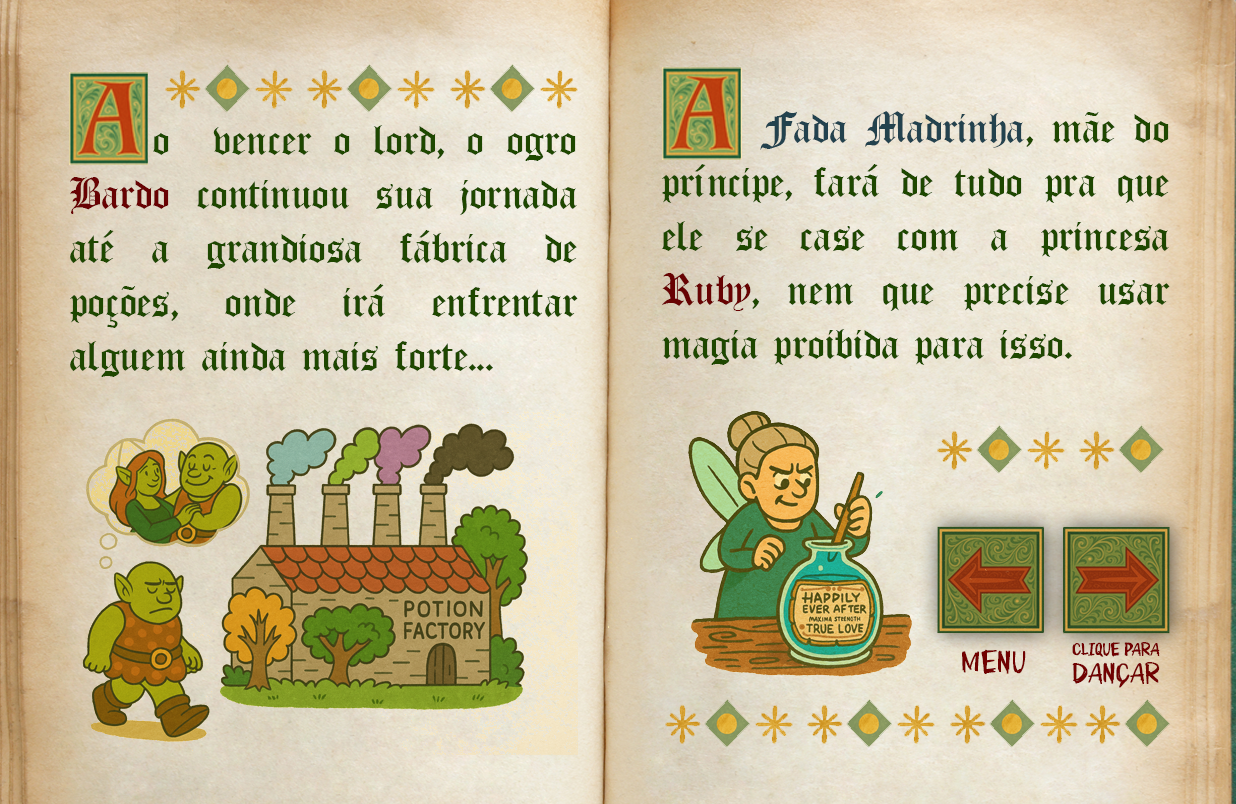 Ao vencer o lord, o ogro
Bardo continuou sua jornada
até a grandiosa fábrica de
poções, onde irá enfrentar
alguem ainda mais forte...
POTION
FACTORY
A Fada Madrinha, mãe do
príncipe, fará de tudo pra que
ele se case com a princesa
Ruby, nem que precise usar
magia proibida para isso.
HAPPILY
EVER AFTER
MAXIMA STRENGTH
TRUE LOVE
MENU
CLIQUE PARA
DANÇAR